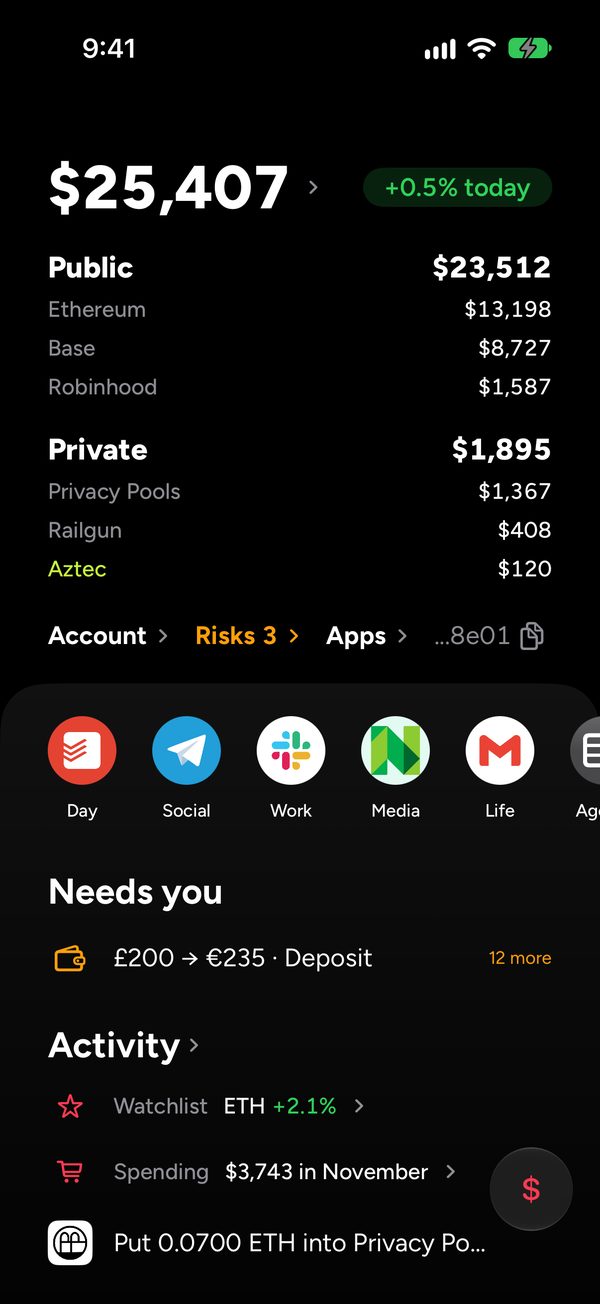 9:41
$25,407 >
+0.5% today
Public $23,512
Ethereum $13,198
Base $8,727
Robinhood $1,587
Private $1,895
Privacy Pools $1,367
Railgun $408
Aztec $120
Account > Risks 3 > Apps > ...8e01
Day Social Work Media Life Ag
Needs you
£200 → €235 · Deposit 12 more
Activity >
Watchlist ETH +2.1% >
Spending $3,743 in November >
$
Put 0.0700 ETH into Privacy Po...